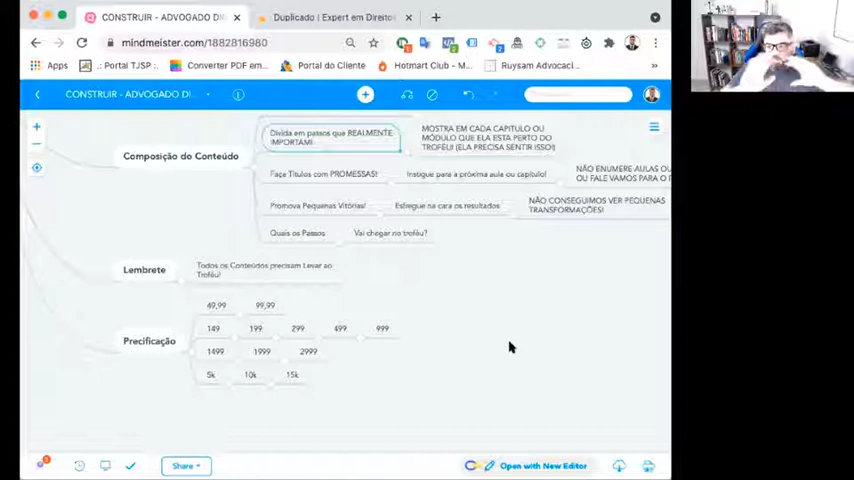 CONSTRUIR - ADVOGADO DI
Duplicado | Expert em Direito
mindmeister.com/1882816980
Apps
.: Portal TJSP :.
Converter PDF em...
Portal do Cliente
Hotmart Club - M...
Ruysam Advocaci...
CONSTRUIR - ADVOGADO DI...
Composição do Conteúdo
Divida em passos que REALMENTE
IMPORTAM!
MOSTRA EM CADA CAPITULO OU
MÓDULO QUE ELA ESTA PERTO DO
TROFÉU! (ELA PRECISA SENTIR ISSO!)
Faça Titulos com PROMESSAS!
Instigue para a próxima aula ou capitulo!
NÃO ENUMERE AULAS OU
OU FALE VAMOS PARA O
Promova Pequenas Vitórias!
Esfregue na cara os resultados
NÃO CONSEGUIMOS VER PEQUENAS
TRANSFORMAÇÕES!
Quais os Passos
Vai chegar no troféu?
Lembrete
Todos os Conteúdos precisam Levar ao
Troféu!
Precificação
49,99 99,99
149 199 299 499 999
1499 1999 2999
5k 10k 15k
Share
Open with New Editor